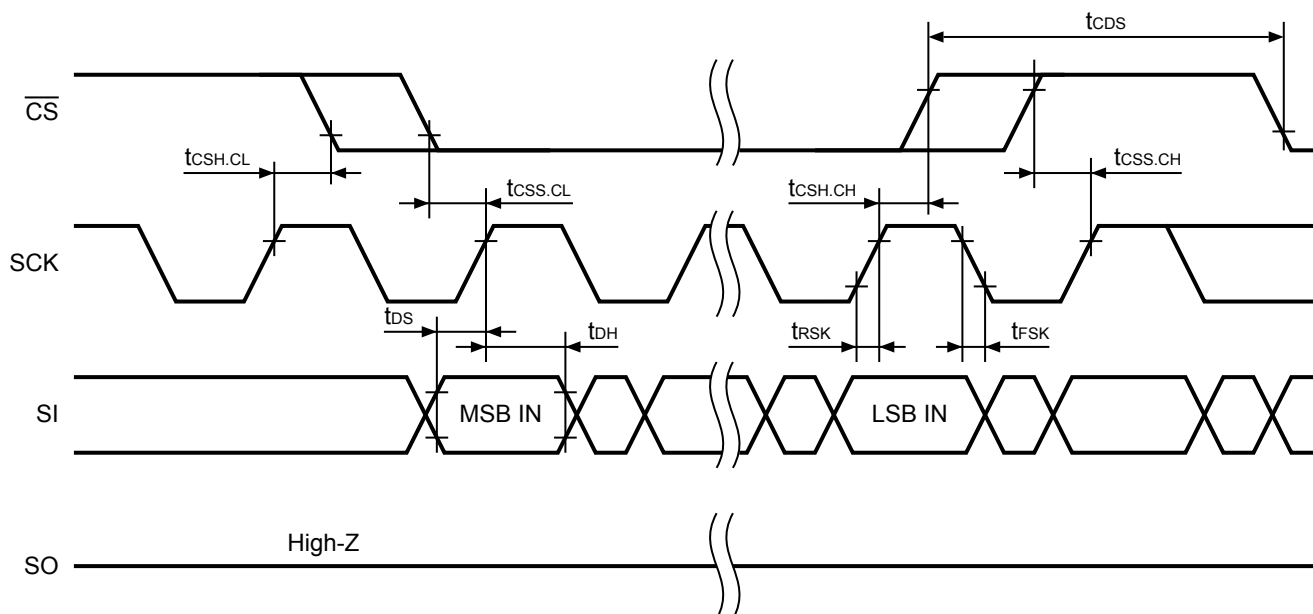 tCDS
CS
tCSH.CL
tCSS.CL
tCSH.CH
tCSS.CH
SCK
tDS
tDH
tRSK
tFSK
SI
MSB IN
LSB IN
High-Z
SO